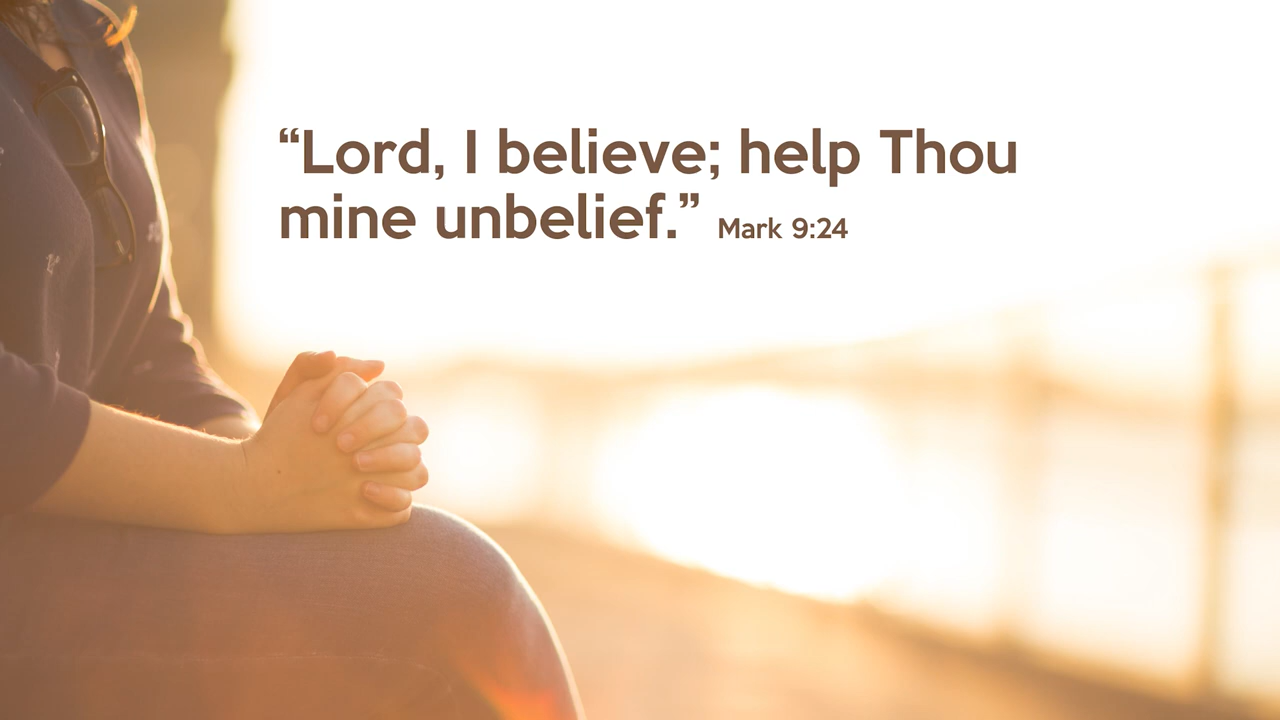 “Lord, I believe; help Thou
mine unbelief.” Mark 9:24